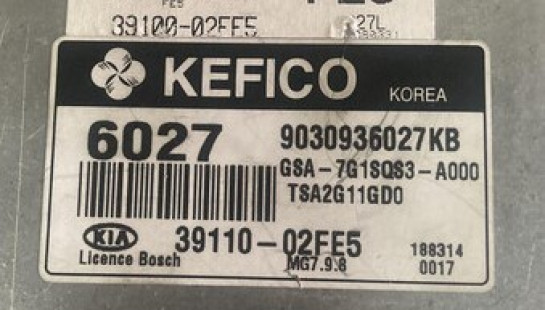 39100-02FE5
27L
KEFICO KOREA
6027 9030936027KB
GSA-7G1SQS3-A000
TSA2G11GD0
KIA 39110-02FE5 188314
Licence Bosch MG7.9.8 0017